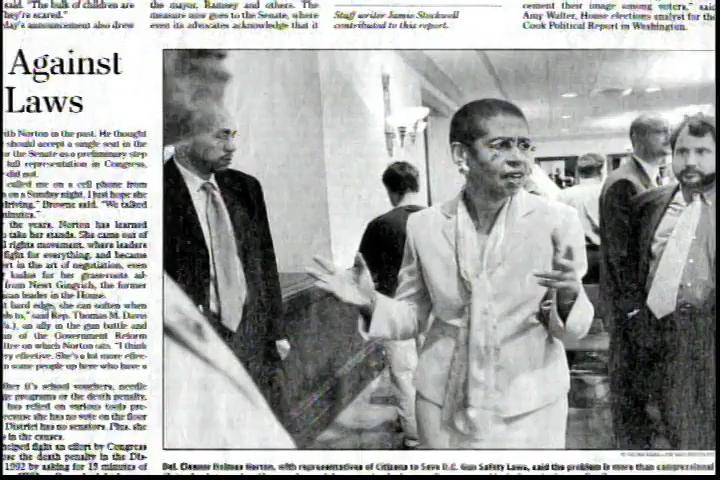 said. "The bulk of children are
they're scared."
day's announcement also drew
the mayor, Ramsey and others. The
measure now goes to the Senate, where
even its advocates acknowledge that it
Staff writer Jamie Stockwell
contributed to this report.
cement their image among voters," said
Amy Walter, House elections analyst for the
Cook Political Report in Washington.
Against
Laws
with Norton in the past. He thought
should accept a single seat in the
the Senate as a preliminary step
full representation in Congress,
did not.
called me on a cell phone from
on a Sunday night. I just hope she
driving," Browne said. "We talked
minutes."
the years, Norton has learned
take her stands. She came out of
rights movement, where leaders
fight for everything, and became
in the art of negotiation, even
kudos for her grass-roots
from Newt Gingrich, the former
leader in the House.
hard edge, she can soften when
to," said Rep. Thomas M. Davis
an ally in the gun battle and
of the Government Reform
on which Norton sits. "I think
very effective. She's a lot more
some people up here who have a
it's school vouchers, needle
programs or the death penalty,
has relied on various tools
because she has no vote on the floor
District has no senators. Plus, she
in the causes.
helped fight an effort by Congress
the death penalty in the
1992 by asking for 15 minutes of
Del. Eleanor Holmes Norton, with representatives of Citizens to Save D.C. Gun Safety Laws, said the problem is more than congressional